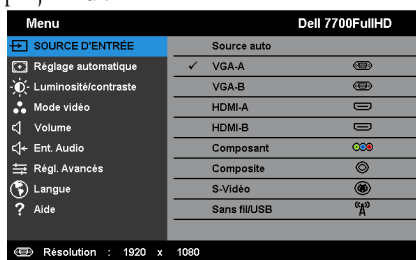 Menu Dell 7700FullHD
SOURCE D'ENTRÉE Source auto
Réglage automatique ✓ VGA-A
Luminosité/contraste VGA-B
Mode vidéo HDMI-A
Volume HDMI-B
Ent. Audio Composant
Régl. Avancés Composite
Langue S-Vidéo
? Aide Sans fil/USB
Résolution : 1920 x 1080